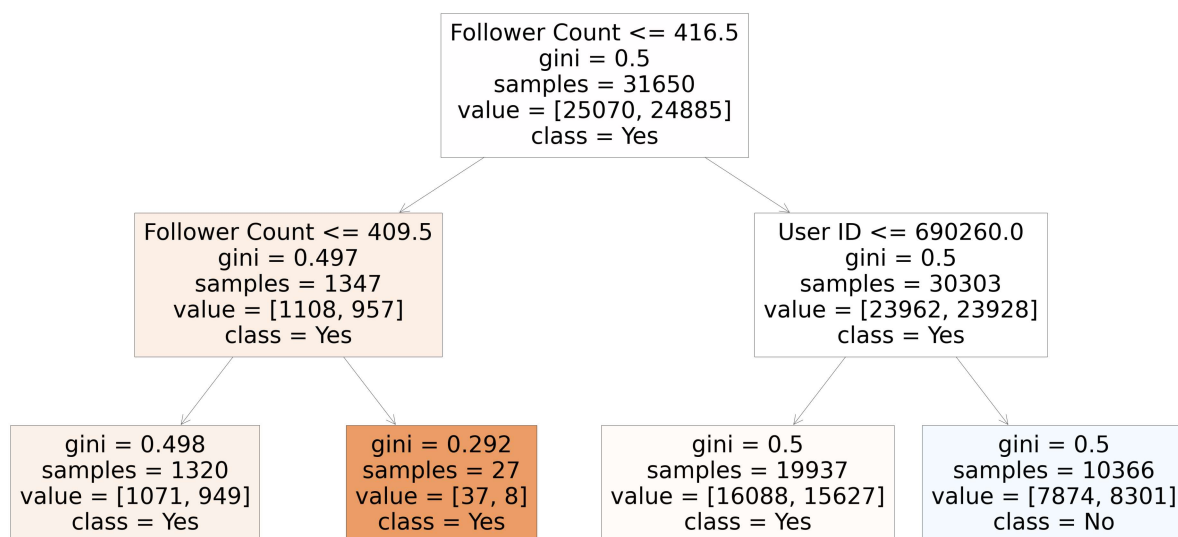 Follower Count <= 416.5
gini = 0.5
samples = 31650
value = [25070, 24885]
class = Yes
Follower Count <= 409.5
gini = 0.497
samples = 1347
value = [1108, 957]
class = Yes
User ID <= 690260.0
gini = 0.5
samples = 30303
value = [23962, 23928]
class = Yes
gini = 0.498
samples = 1320
value = [1071, 949]
class = Yes
gini = 0.292
samples = 27
value = [37, 8]
class = Yes
gini = 0.5
samples = 19937
value = [16088, 15627]
class = Yes
gini = 0.5
samples = 10366
value = [7874, 8301]
class = No